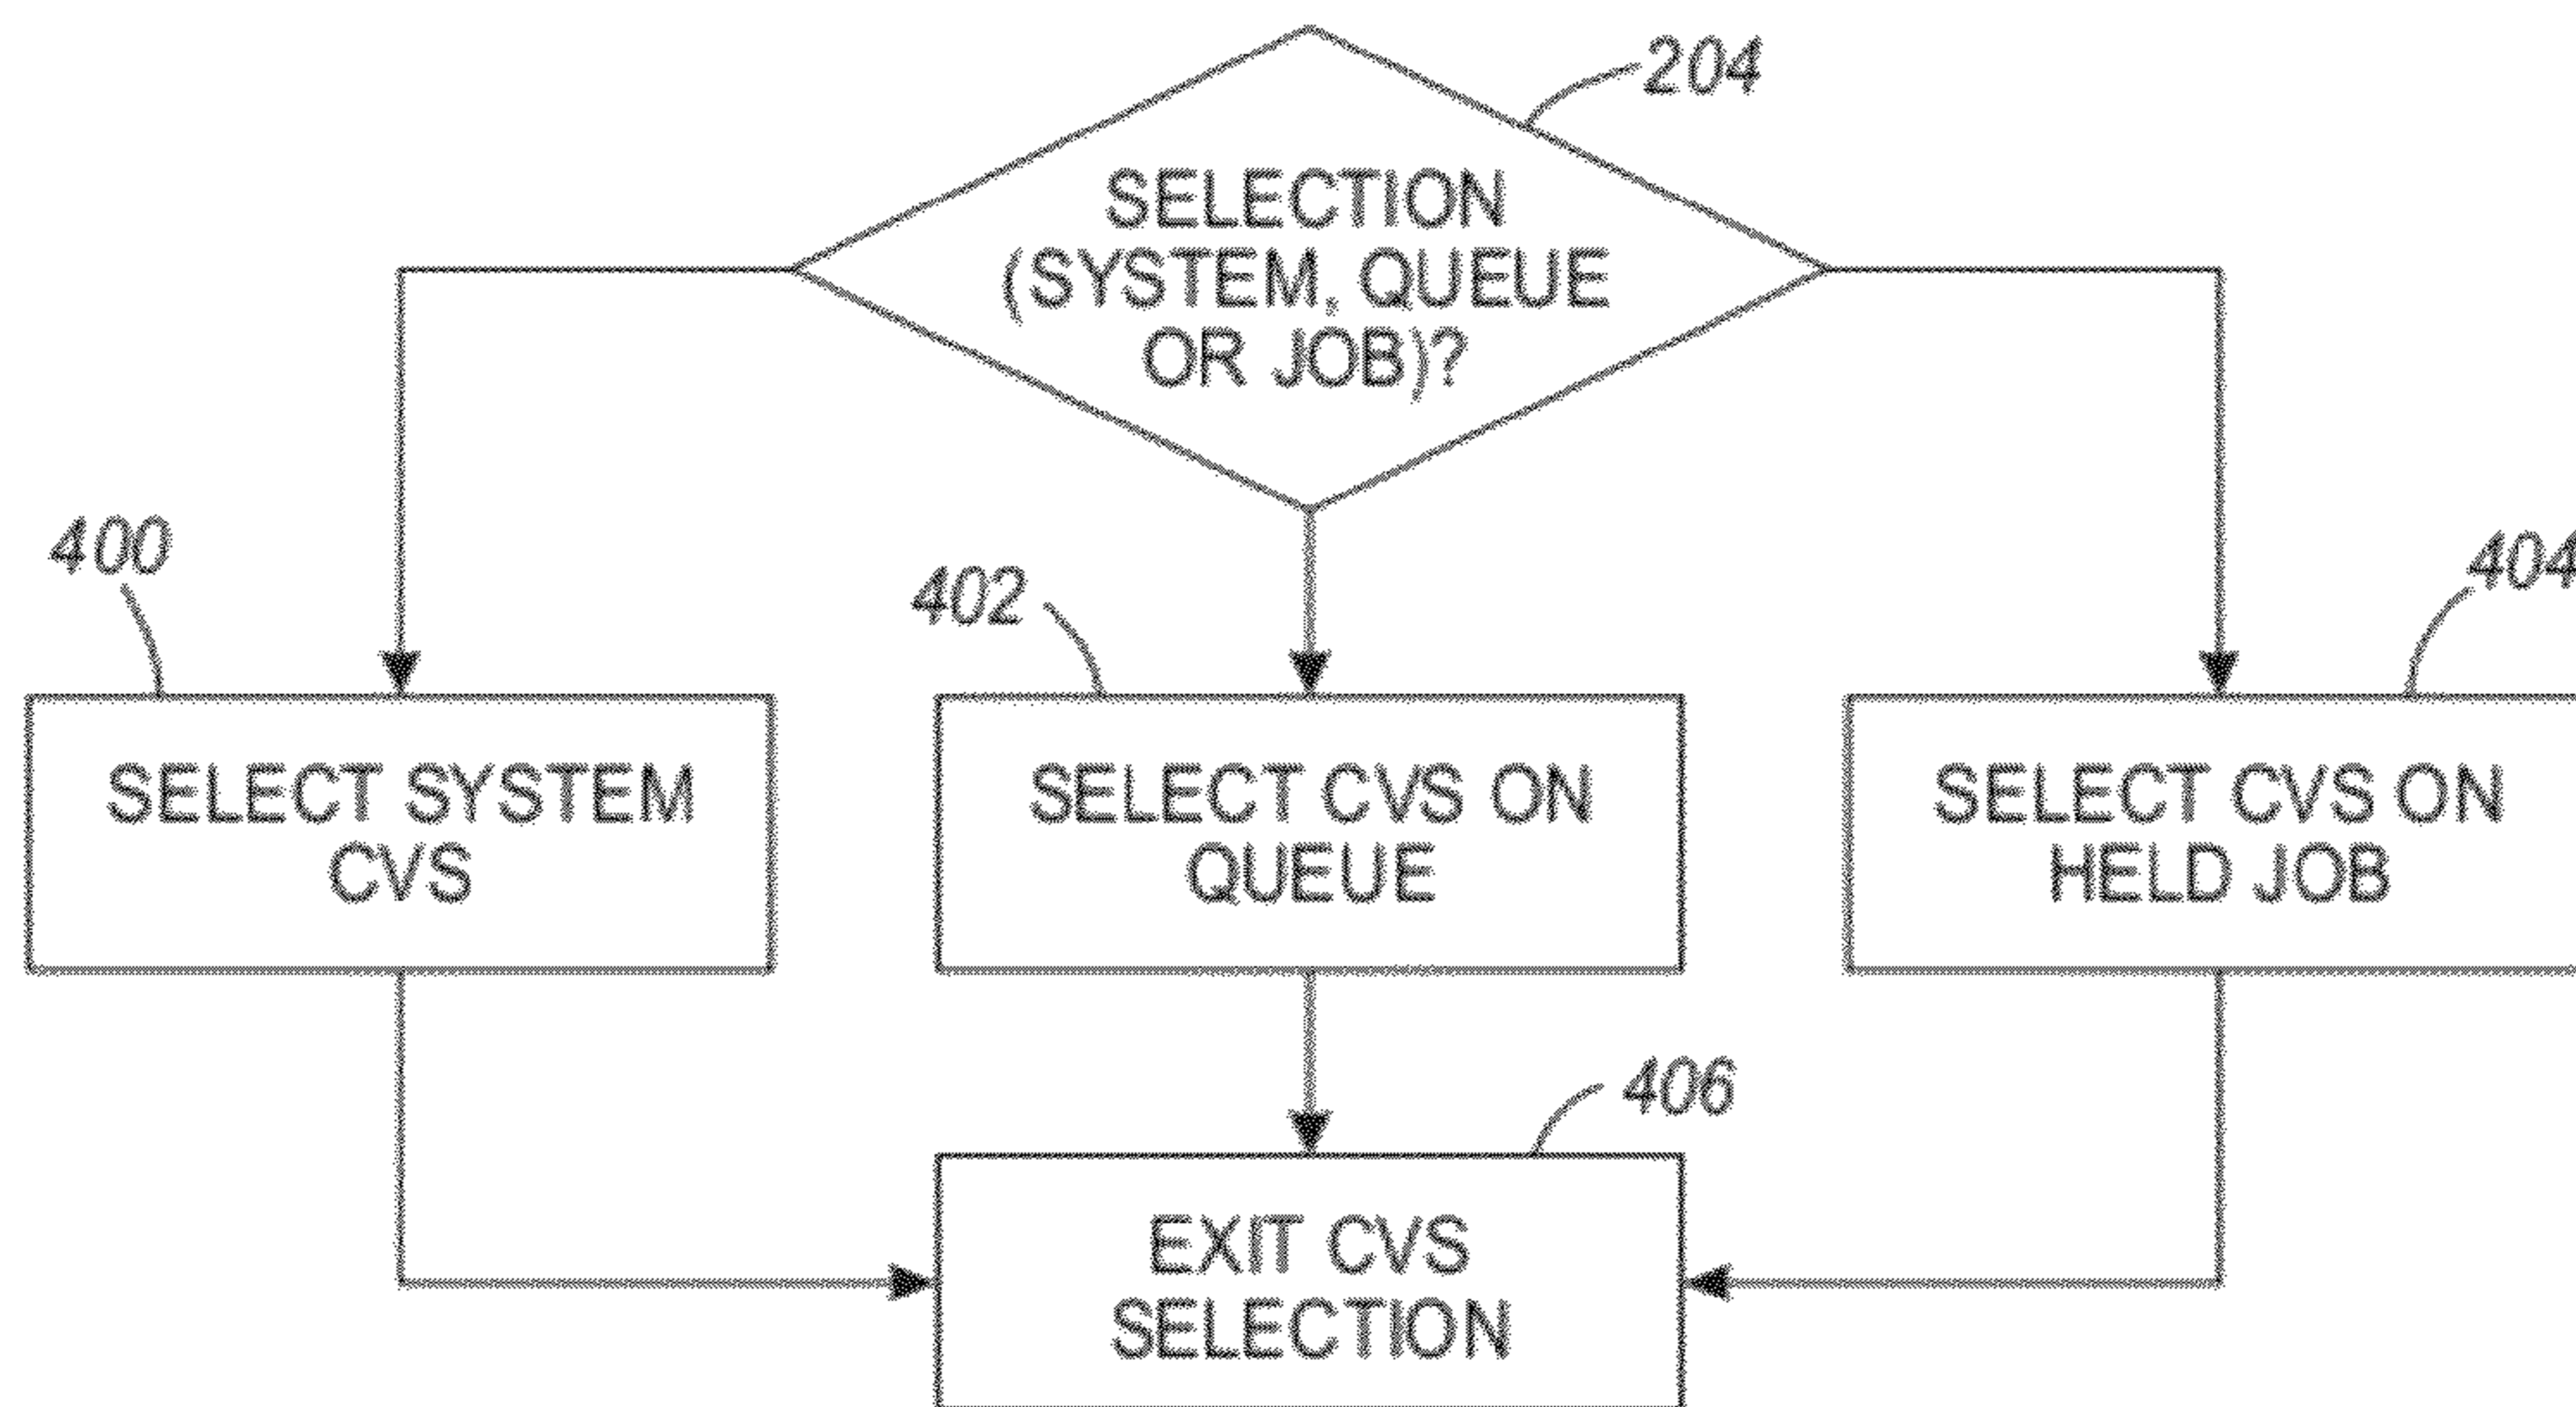 204
SELECTION
(SYSTEM, QUEUE
OR JOB)?
400
402
404
SELECT SYSTEM
CVS
SELECT CVS ON
QUEUE
SELECT CVS ON
HELD JOB
406
EXIT CVS
SELECTION